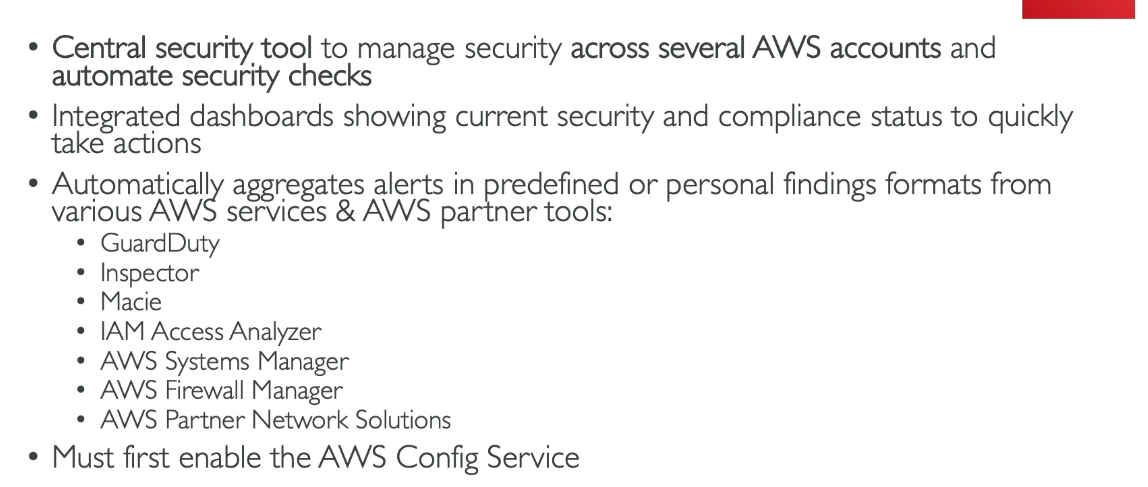 • Central security tool to manage security across several AWS accounts and
automate security checks
• Integrated dashboards showing current security and compliance status to quickly
take actions
• Automatically aggregates alerts in predefined or personal findings formats from
various AWS services & AWS partner tools:
• GuardDuty
• Inspector
• Macie
• IAM Access Analyzer
• AWS Systems Manager
• AWS Firewall Manager
• AWS Partner Network Solutions
• Must first enable the AWS Config Service